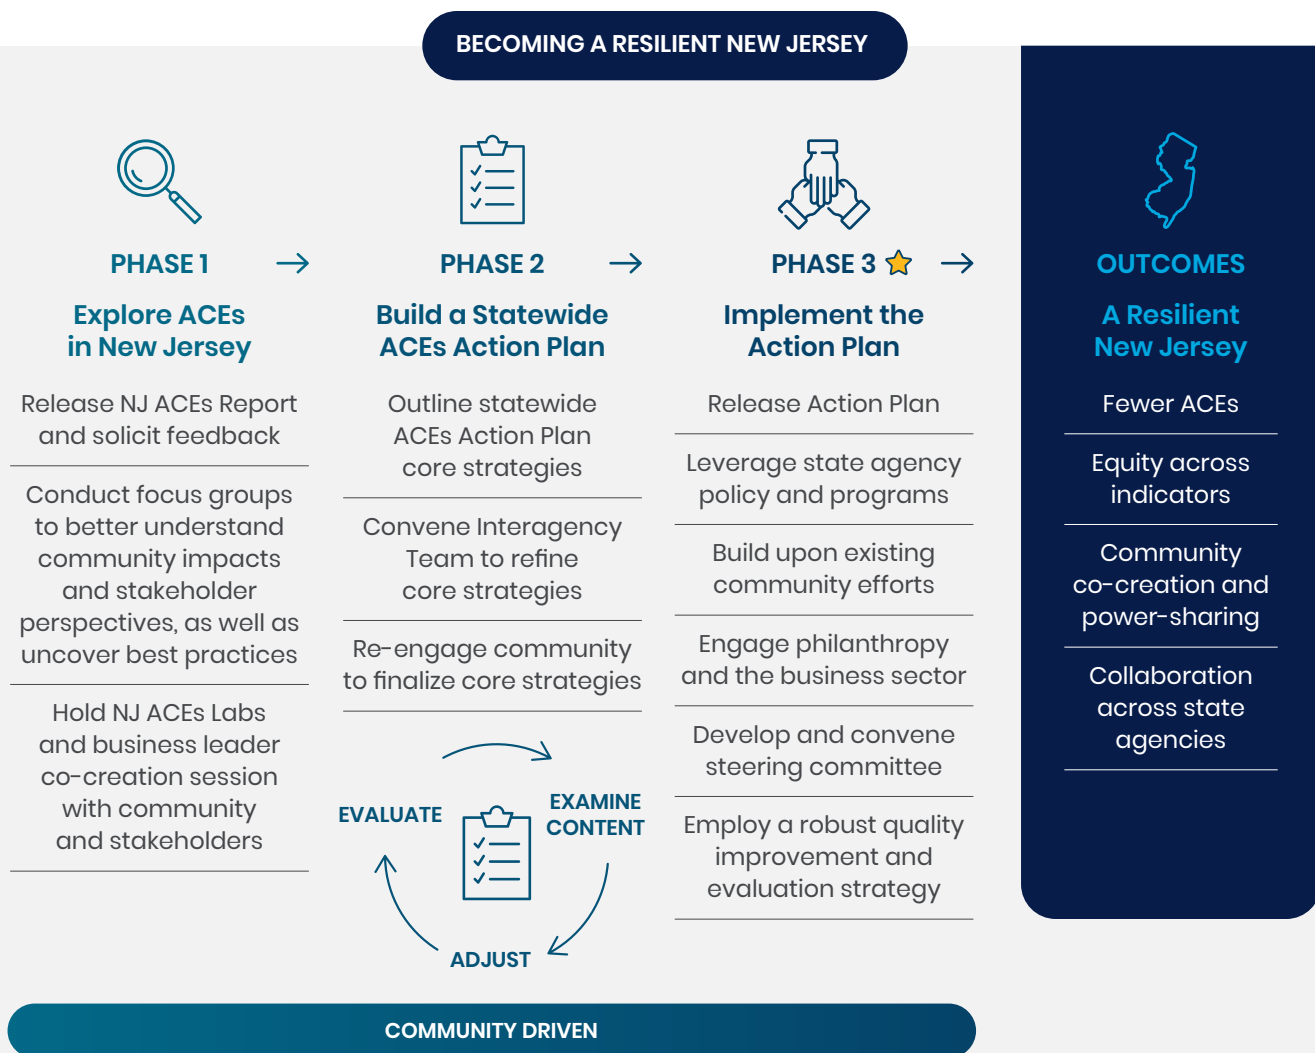 BECOMING A RESILIENT NEW JERSEY
PHASE 1
Explore ACEs
in New Jersey
Release NJ ACEs Report
and solicit feedback
Conduct focus groups
to better understand
community impacts
and stakeholder
perspectives, as well as
uncover best practices
Hold NJ ACEs Labs
and business leader
co-creation session
with community
and stakeholders
PHASE 2
Build a Statewide
ACEs Action Plan
Outline statewide
ACEs Action Plan
core strategies
Convene Interagency
Team to refine
core strategies
Re-engage community
to finalize core strategies
EVALUATE
EXAMINE
CONTENT
ADJUST
PHASE 3
Implement the
Action Plan
Release Action Plan
Leverage state agency
policy and programs
Build upon existing
community efforts
Engage philanthropy
and the business sector
Develop and convene
steering committee
Employ a robust quality
improvement and
evaluation strategy
OUTCOMES
A Resilient
New Jersey
Fewer ACEs
Equity across
indicators
Community
co-creation and
power-sharing
Collaboration
across state
agencies
COMMUNITY DRIVEN